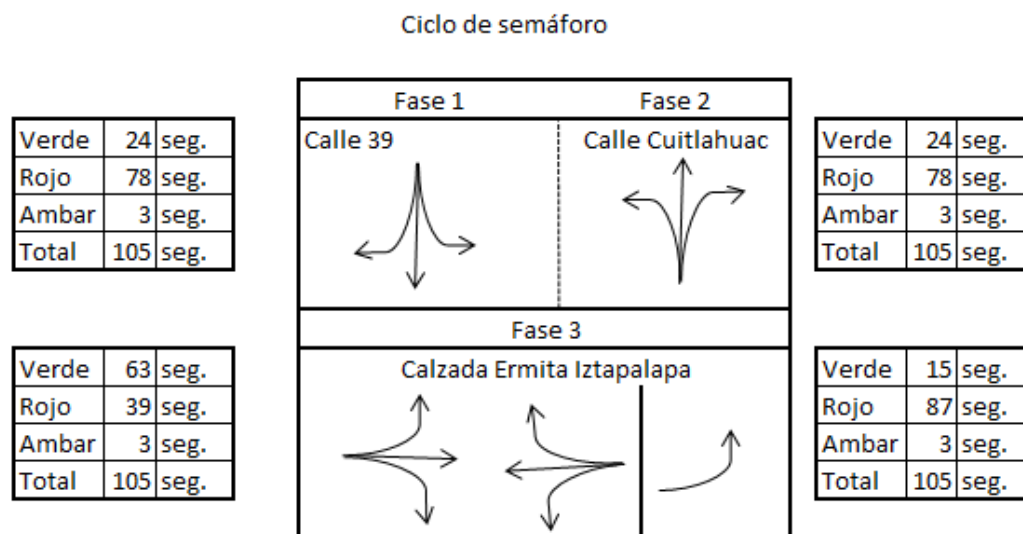 Ciclo de semáforo
Fase 1 Fase 2
Verde 24 seg.
Rojo 78 seg.
Ambar 3 seg.
Total 105 seg.
Calle 39 Calle Cuitlahuac
Verde 24 seg.
Rojo 78 seg.
Ambar 3 seg.
Total 105 seg.
Fase 3
Verde 63 seg.
Rojo 39 seg.
Ambar 3 seg.
Total 105 seg.
Calzada Ermita Iztapalapa
Verde 15 seg.
Rojo 87 seg.
Ambar 3 seg.
Total 105 seg.